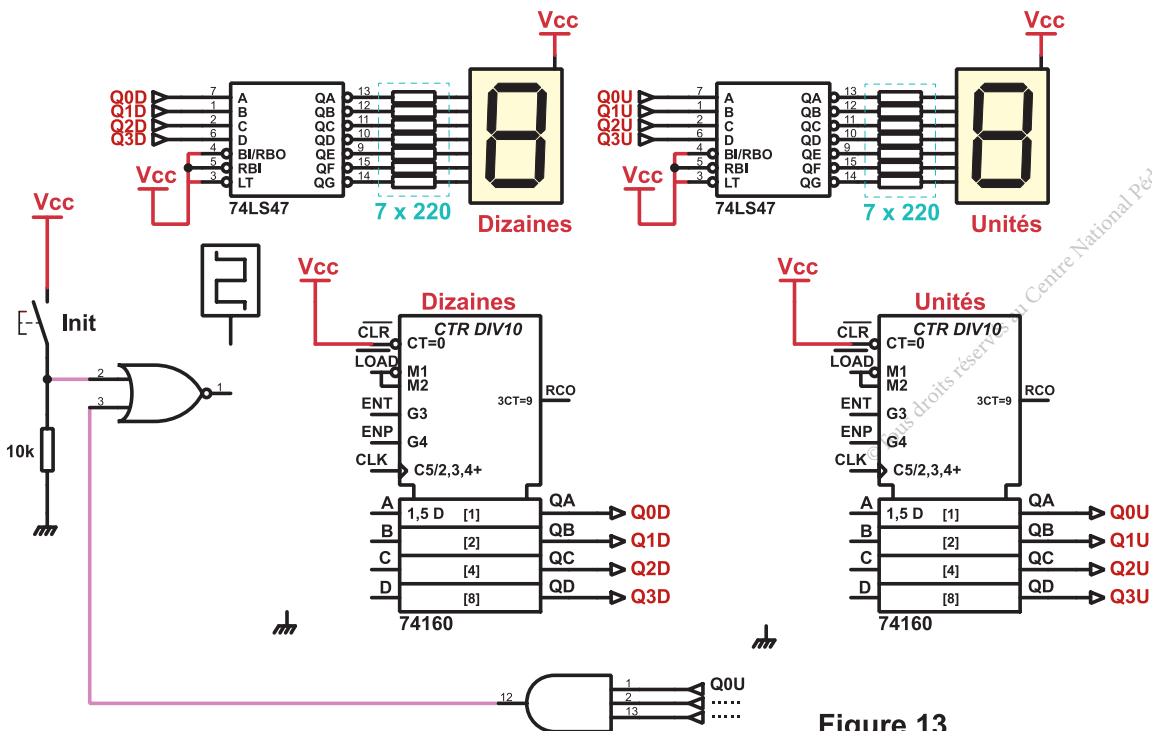 Vcc
Q0D
Q1D
Q2D
Q3D
7
1
2
6
4
5
3
A
B
C
D
BI/RBO
RBI
LT
QA
QB
QC
QD
QE
QF
QG
13
12
11
10
9
15
14
74LS47
7 x 220
Dizaines
Vcc
Vcc
Q0U
Q1U
Q2U
Q3U
7
1
2
6
4
5
3
A
B
C
D
BI/RBO
RBI
LT
QA
QB
QC
QD
QE
QF
QG
13
12
11
10
9
15
14
74LS47
7 x 220
Unités
Vcc
© Tous droits réservés au Centre National Péd
Vcc
Init
10k
2
3
1
Vcc
Dizaines
CTR DIV10
CLR
CT=0
LOAD
M1
M2
ENT
G3
3CT=9
RCO
ENP
G4
CLK
C5/2,3,4+
A
1,5 D
[1]
QA
Q0D
B
[2]
QB
Q1D
C
[4]
QC
Q2D
D
[8]
QD
Q3D
74160
Vcc
Unités
CTR DIV10
CLR
CT=0
LOAD
M1
M2
ENT
G3
3CT=9
RCO
ENP
G4
CLK
C5/2,3,4+
A
1,5 D
[1]
QA
Q0U
B
[2]
QB
Q1U
C
[4]
QC
Q2U
D
[8]
QD
Q3U
74160
12
1
2
13
Q0U
.....
.....
Figure 13